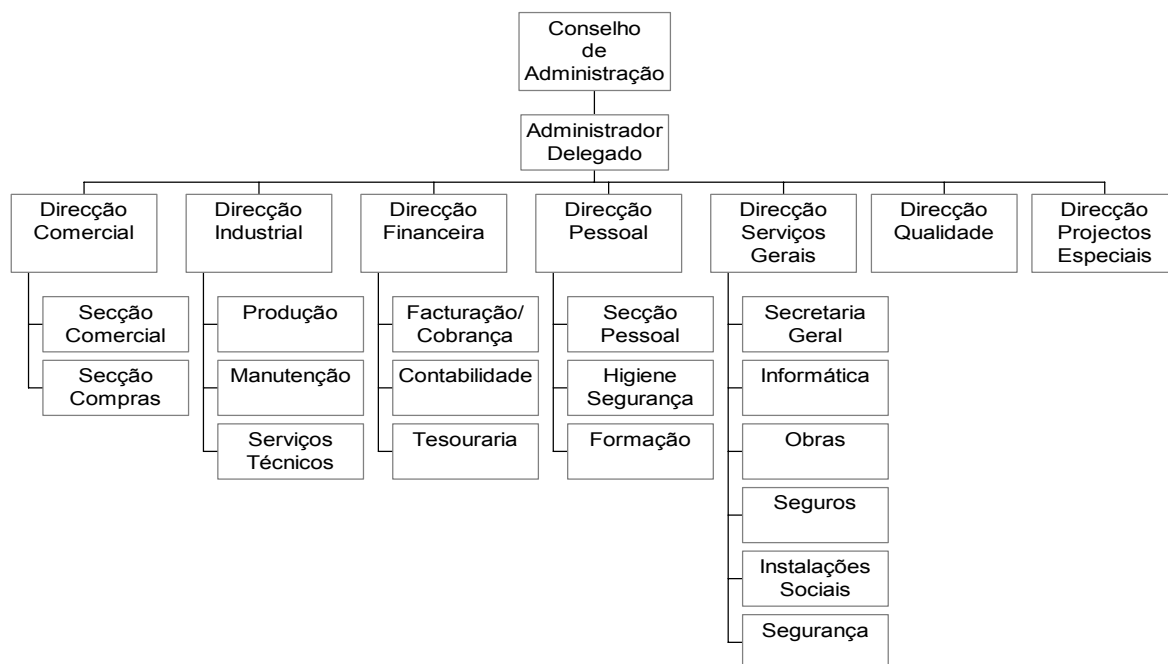 Conselho
de
Administração
Administrador
Delegado
Direcção
Comercial
Direcção
Industrial
Direcção
Financeira
Direcção
Pessoal
Direcção
Serviços
Gerais
Direcção
Qualidade
Direcção
Projectos
Especiais
Secção
Comercial
Secção
Compras
Produção
Manutenção
Serviços
Técnicos
Facturação/
Cobrança
Contabilidade
Tesouraria
Secção
Pessoal
Higiene
Segurança
Formação
Secretaria
Geral
Informática
Obras
Seguros
Instalações
Sociais
Segurança